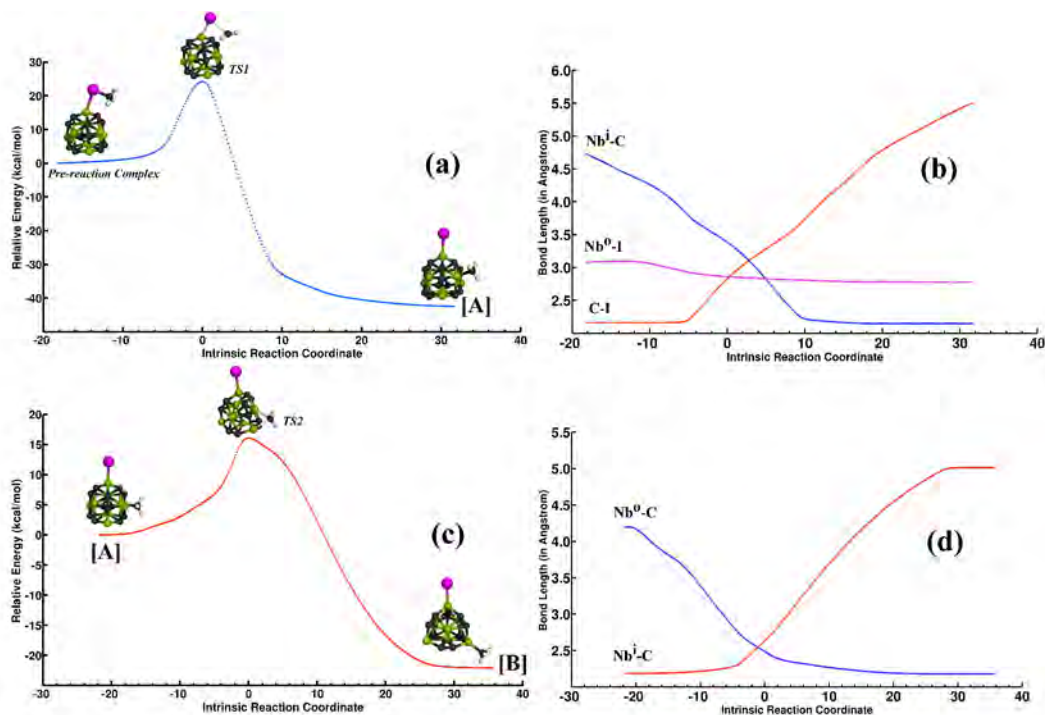 TS1
Pre-reaction Complex
(a)
[A]
Relative Energy (kcal/mol)
30
20
10
0
-10
-20
-30
-40
-20 -10 0 10 20 30 40
Intrinsic Reaction Coordinate
Nbⁱ-C
Nbᵒ-I
C-I
(b)
Bond Length (in Angstrom)
6.0
5.5
5.0
4.5
4.0
3.5
3.0
2.5
-20 -10 0 10 20 30 40
Intrinsic Reaction Coordinate
TS2
[A]
(c)
[B]
Relative Energy (kcal/mol)
20
15
10
5
0
-5
-10
-15
-20
-30 -20 -10 0 10 20 30 40
Intrinsic Reaction Coordinate
Nbᵒ-C
Nbⁱ-C
(d)
Bond Length (in Angstrom)
5.5
5.0
4.5
4.0
3.5
3.0
2.5
-30 -20 -10 0 10 20 30 40
Intrinsic Reaction Coordinate